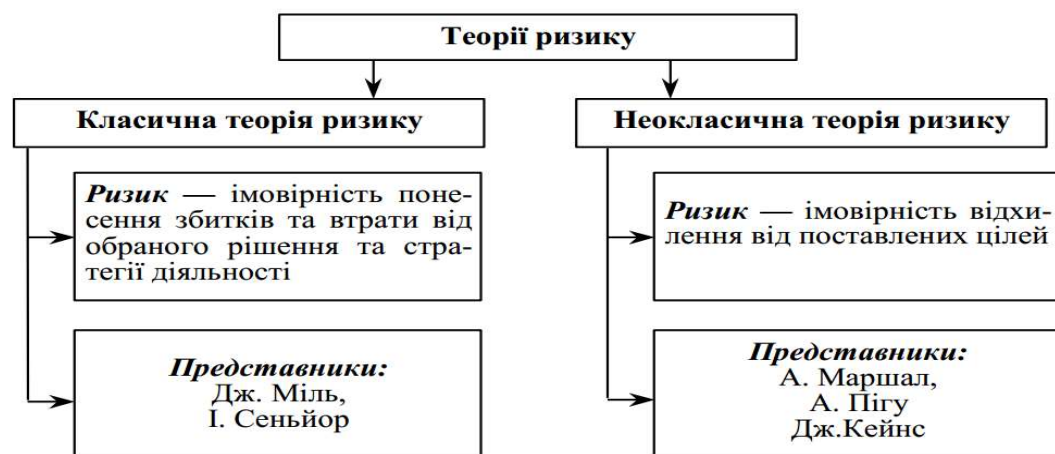 Теорії ризику
Класична теорія ризику
Неокласична теорія ризику
Ризик — імовірність поне-
сення збитків та втрати від
обраного рішення та стра-
тегії діяльності
Ризик — імовірність відхи-
лення від поставлених цілей
Представники:
Дж. Міль,
І. Сеньйор
Представники:
А. Маршал,
А. Пігу
Дж.Кейнс